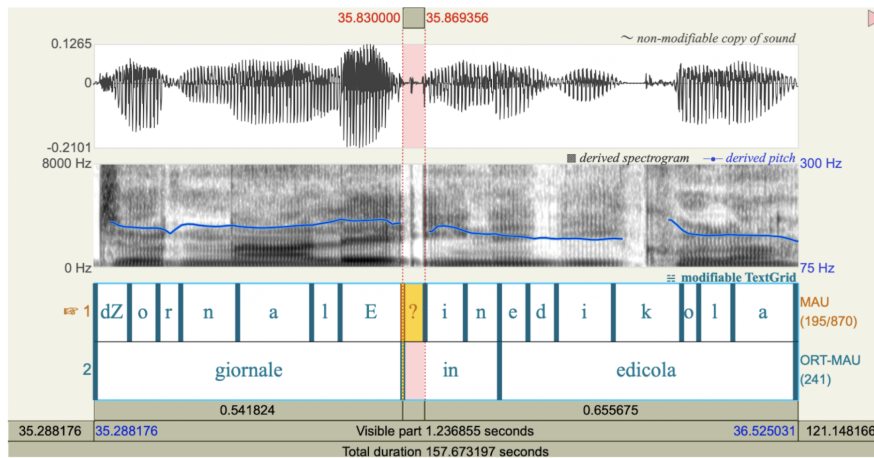 35.830000 35.869356
0.1265 ~ non-modifiable copy of sound
0
-0.2101
8000 Hz derived spectrogram derived pitch 300 Hz
0 Hz 75 Hz
modifiable TextGrid
1 dZ o r n a l E ? i n e d i k o l a MAU
(195/870)
2 giornale in edicola ORT-MAU
(241)
0.541824 0.655675
35.288176 35.288176 Visible part 1.236855 seconds 36.525031 121.148166
Total duration 157.673197 seconds